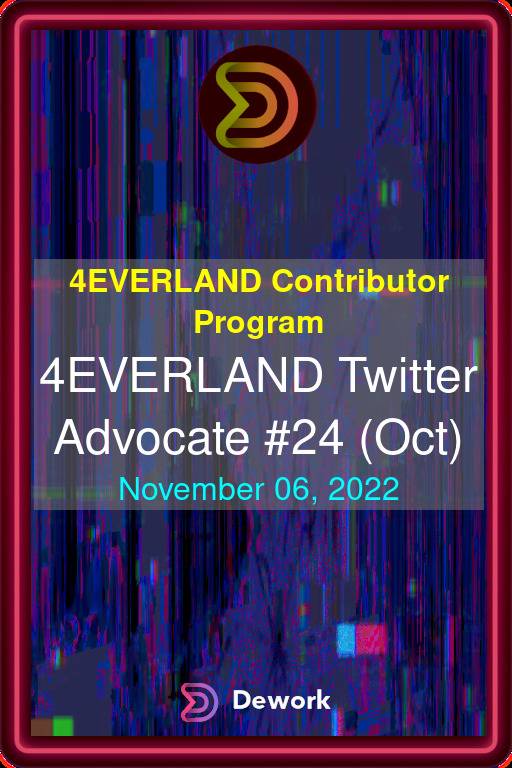 4EVERLAND Contributor
Program
4EVERLAND Twitter
Advocate #24 (Oct)
November 06, 2022
Dework